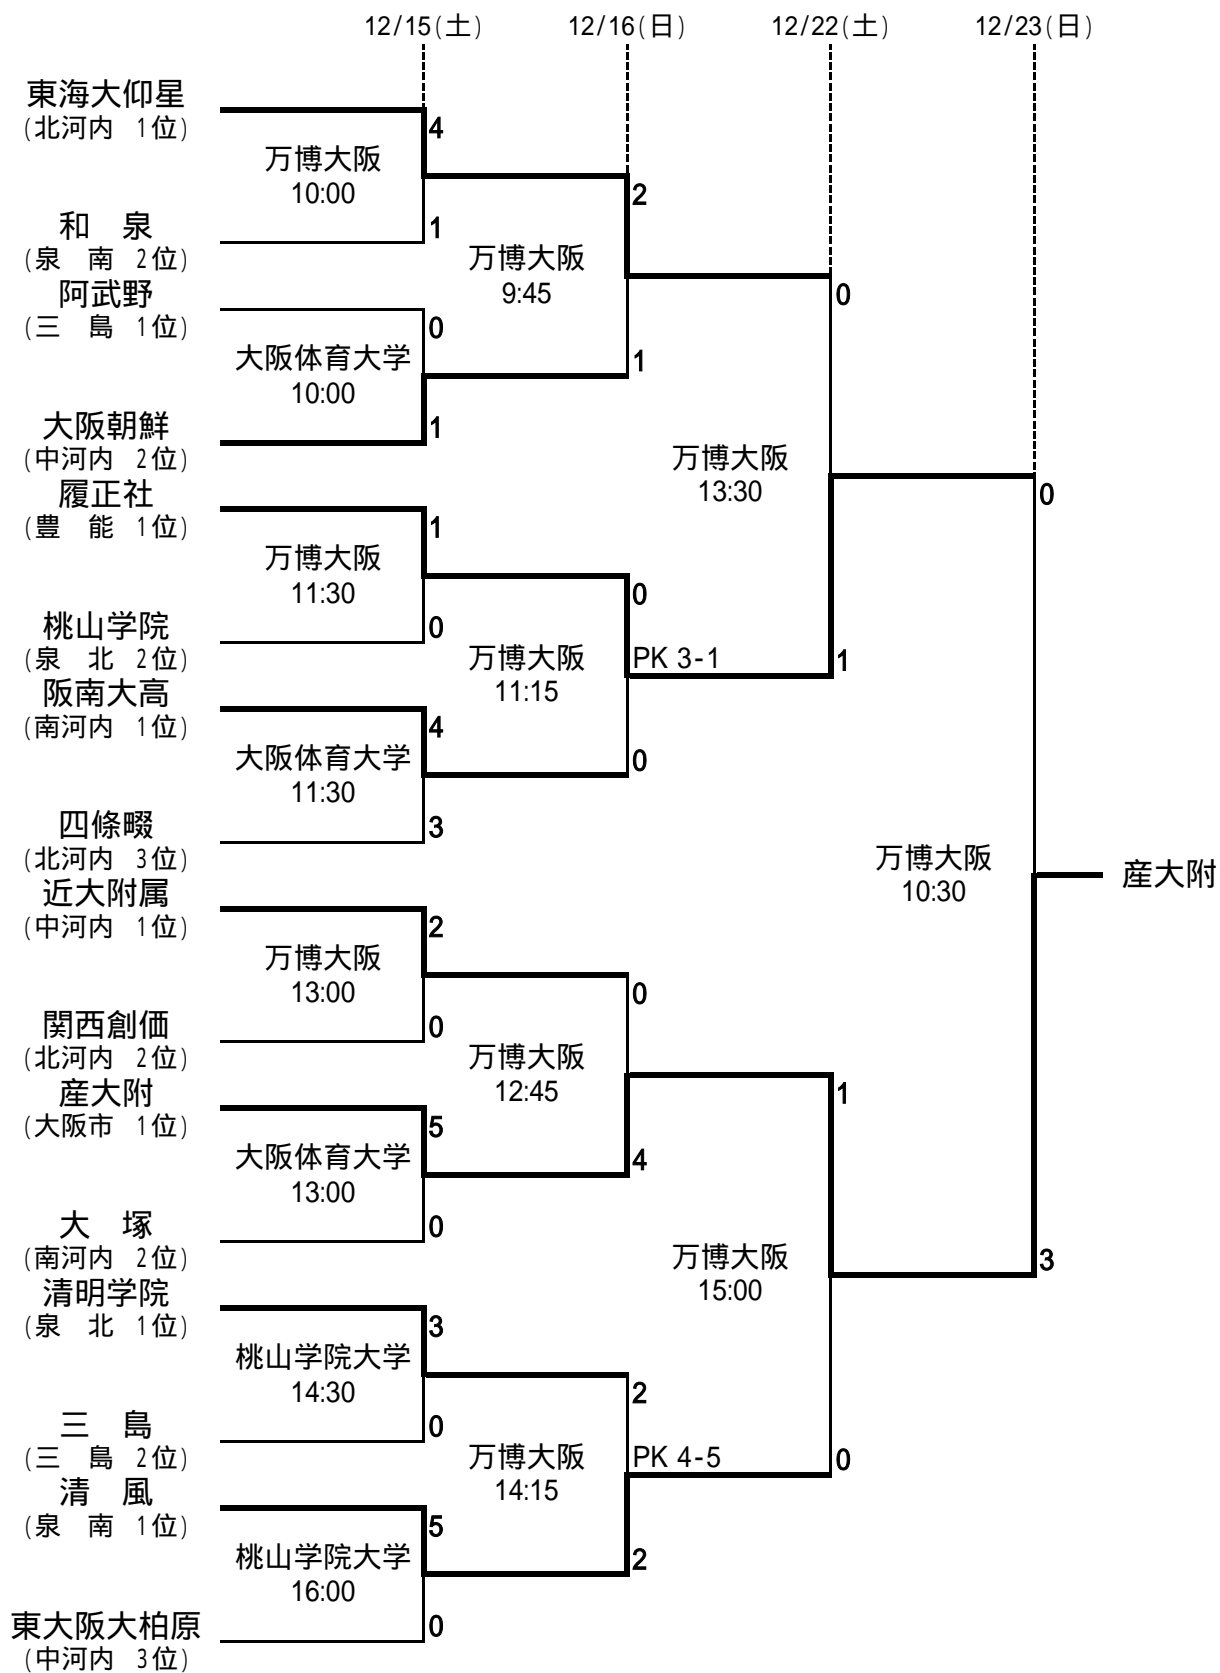 12/15(土) 12/16(日) 12/22(土) 12/23(日)
東海大仰星
(北河内 1位)
4
万博大阪
10:00
2
和 泉
(泉 南 2位)
1
万博大阪
9:45
阿武野
(三 島 1位)
0
0
大阪体育大学
10:00
1
大阪朝鮮
(中河内 2位)
1
万博大阪
13:30
履正社
(豊 能 1位)
1
0
万博大阪
11:30
0
桃山学院
(泉 北 2位)
0
万博大阪
11:15
PK 3-1
1
阪南大高
(南河内 1位)
4
大阪体育大学
11:30
0
四條畷
(北河内 3位)
3
万博大阪
10:30
産大附
近大附属
(中河内 1位)
2
万博大阪
13:00
0
関西創価
(北河内 2位)
0
万博大阪
12:45
産大附
(大阪市 1位)
5
1
大阪体育大学
13:00
4
大 塚
(南河内 2位)
0
万博大阪
15:00
3
清明学院
(泉 北 1位)
3
桃山学院大学
14:30
2
三 島
(三 島 2位)
0
万博大阪
14:15
PK 4-5
0
清 風
(泉 南 1位)
5
桃山学院大学
16:00
2
東大阪大柏原
(中河内 3位)
0